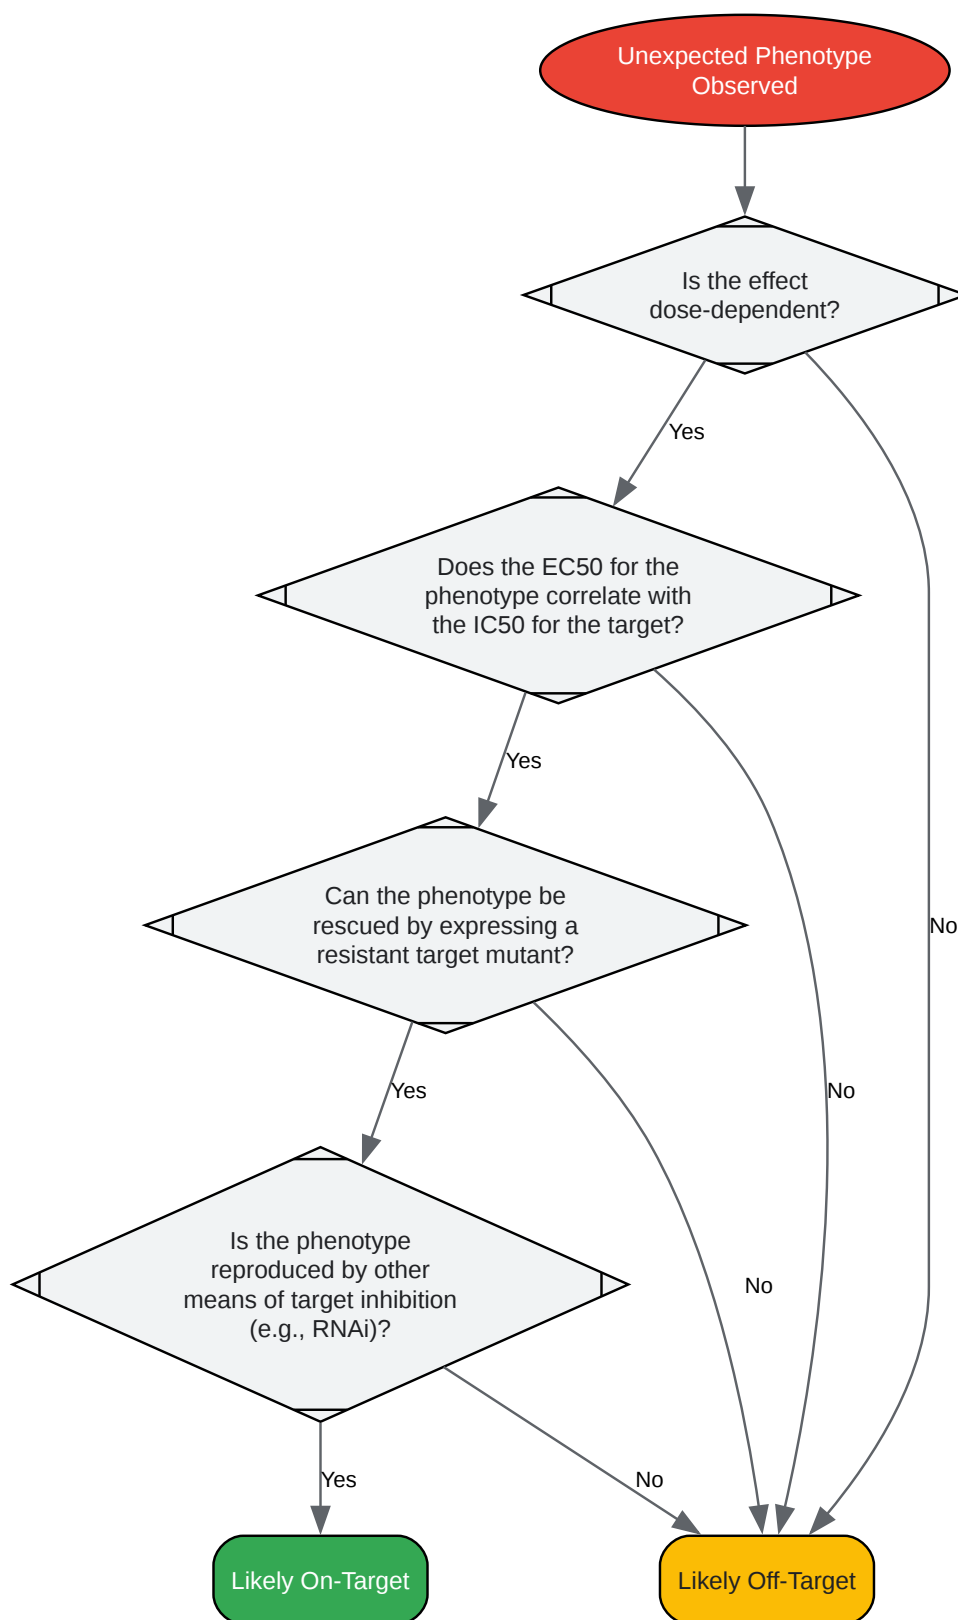 Unexpected Phenotype
Observed
Is the effect
dose-dependent?
Yes
Does the EC50 for the
phenotype correlate with
the IC50 for the target?
Yes
Can the phenotype be
rescued by expressing a
resistant target mutant?
No
Yes
No
Is the phenotype
reproduced by other
means of target inhibition
(e.g., RNAi)?
No
Yes
No
Likely On-Target
Likely Off-Target